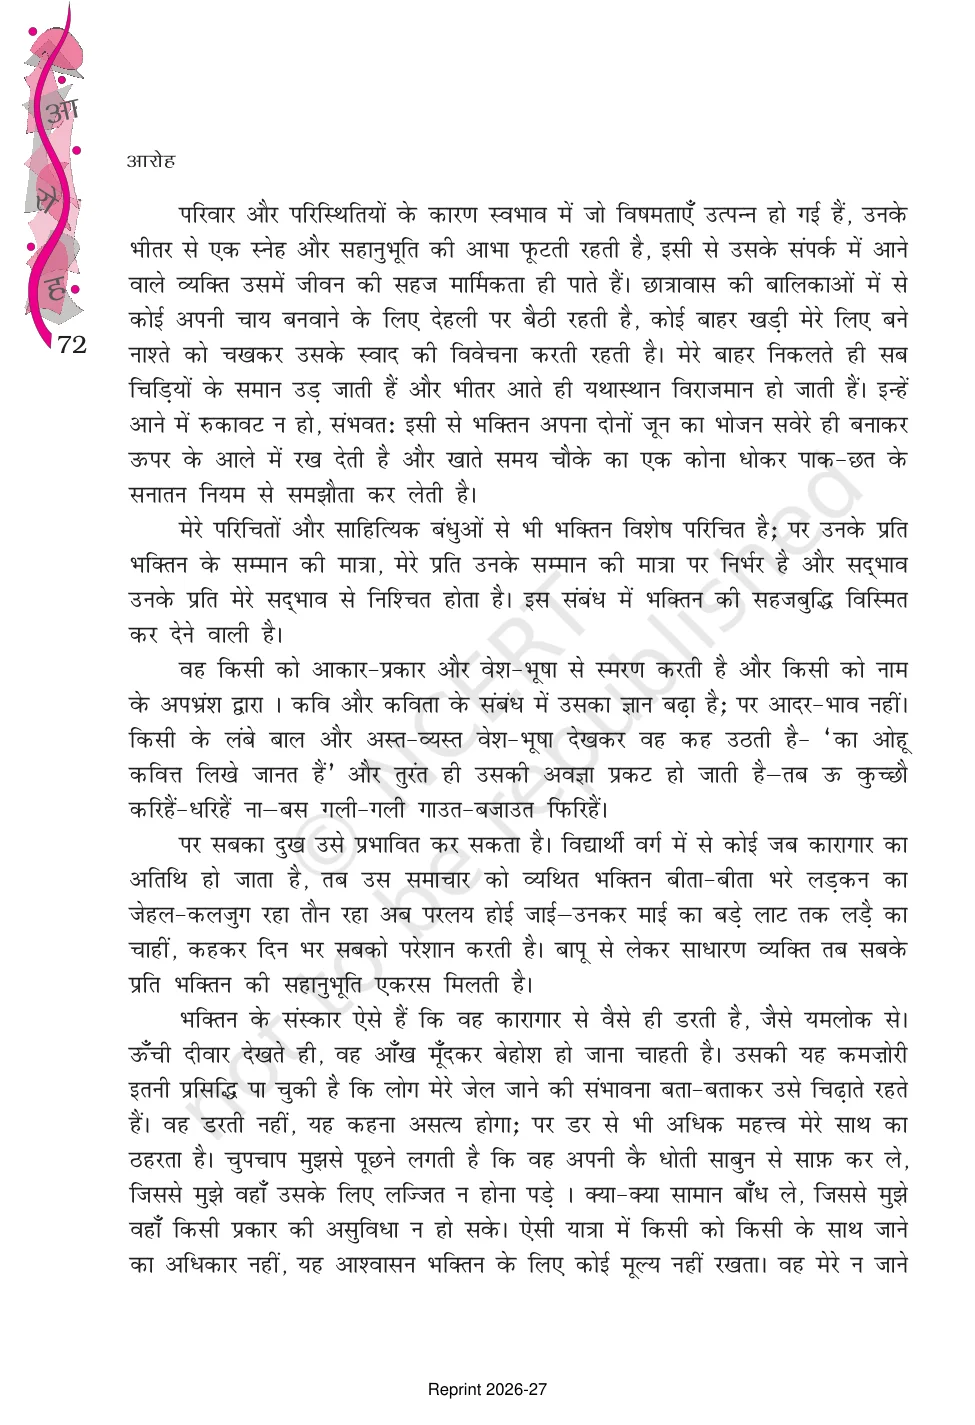 आ
रो
ह
72
आरोह
परिवार और परिस्थितियों के कारण स्वभाव में जो विषमताएँ उत्पन्न हो गई हैं, उनके
भीतर से एक स्नेह और सहानुभूति की आभा फूटती रहती है, इसी से उसके संपर्क में आने
वाले व्यक्ति उसमें जीवन की सहज मार्मिकता ही पाते हैं। छात्रावास की बालिकाओं में से
कोई अपनी चाय बनवाने के लिए देहली पर बैठी रहती है, कोई बाहर खड़ी मेरे लिए बने
नाश्ते को चखकर उसके स्वाद की विवेचना करती रहती है। मेरे बाहर निकलते ही सब
चिड़ियों के समान उड़ जाती हैं और भीतर आते ही यथास्थान विराजमान हो जाती हैं। इन्हें
आने में रुकावट न हो, संभवत: इसी से भक्तिन अपना दोनों जून का भोजन सवेरे ही बनाकर
ऊपर के आले में रख देती है और खाते समय चौके का एक कोना धोकर पाक-छत के
सनातन नियम से समझौता कर लेती है।
मेरे परिचितों और साहित्यिक बंधुओं से भी भक्तिन विशेष परिचित है; पर उनके प्रति
भक्तिन के सम्मान की मात्रा, मेरे प्रति उनके सम्मान की मात्रा पर निर्भर है और सद्‌भाव
उनके प्रति मेरे सद्‌भाव से निश्चित होता है। इस संबंध में भक्तिन की सहजबुद्धि विस्मित
कर देने वाली है।
वह किसी को आकार-प्रकार और वेश-भूषा से स्मरण करती है और किसी को नाम
के अपभ्रंश द्वारा । कवि और कविता के संबंध में उसका ज्ञान बढ़ा है; पर आदर-भाव नहीं।
किसी के लंबे बाल और अस्त-व्यस्त वेश-भूषा देखकर वह कह उठती है- ‘का ओहू
कवित्त लिखे जानत हैं’ और तुरंत ही उसकी अवज्ञा प्रकट हो जाती है—तब ऊ कुच्छौ
करिहैं-धरिहैं ना—बस गली-गली गाउत-बजाउत फिरिहैं।
पर सबका दुख उसे प्रभावित कर सकता है। विद्यार्थी वर्ग में से कोई जब कारागार का
अतिथि हो जाता है, तब उस समाचार को व्यथित भक्तिन बीता-बीता भरे लड़कन का
जेहल-कलजुग रहा तौन रहा अब परलय होई जाई—उनकर माई का बड़े लाट तक लड़ै का
चाहीं, कहकर दिन भर सबको परेशान करती है। बापू से लेकर साधारण व्यक्ति तब सबके
प्रति भक्तिन की सहानुभूति एकरस मिलती है।
भक्तिन के संस्कार ऐसे हैं कि वह कारागार से वैसे ही डरती है, जैसे यमलोक से।
ऊँची दीवार देखते ही, वह आँख मूँदकर बेहोश हो जाना चाहती है। उसकी यह कमज़ोरी
इतनी प्रसिद्धि पा चुकी है कि लोग मेरे जेल जाने की संभावना बता-बताकर उसे चिढ़ाते रहते
हैं। वह डरती नहीं, यह कहना असत्य होगा; पर डर से भी अधिक महत्त्व मेरे साथ का
ठहरता है। चुपचाप मुझसे पूछने लगती है कि वह अपनी कै धोती साबुन से साफ़ कर ले,
जिससे मुझे वहाँ उसके लिए लज्जित न होना पड़े । क्या-क्या सामान बाँध ले, जिससे मुझे
वहाँ किसी प्रकार की असुविधा न हो सके। ऐसी यात्रा में किसी को किसी के साथ जाने
का अधिकार नहीं, यह आश्वासन भक्तिन के लिए कोई मूल्य नहीं रखता। वह मेरे न जाने
© NCERT
not to be republished
Reprint 2026-27